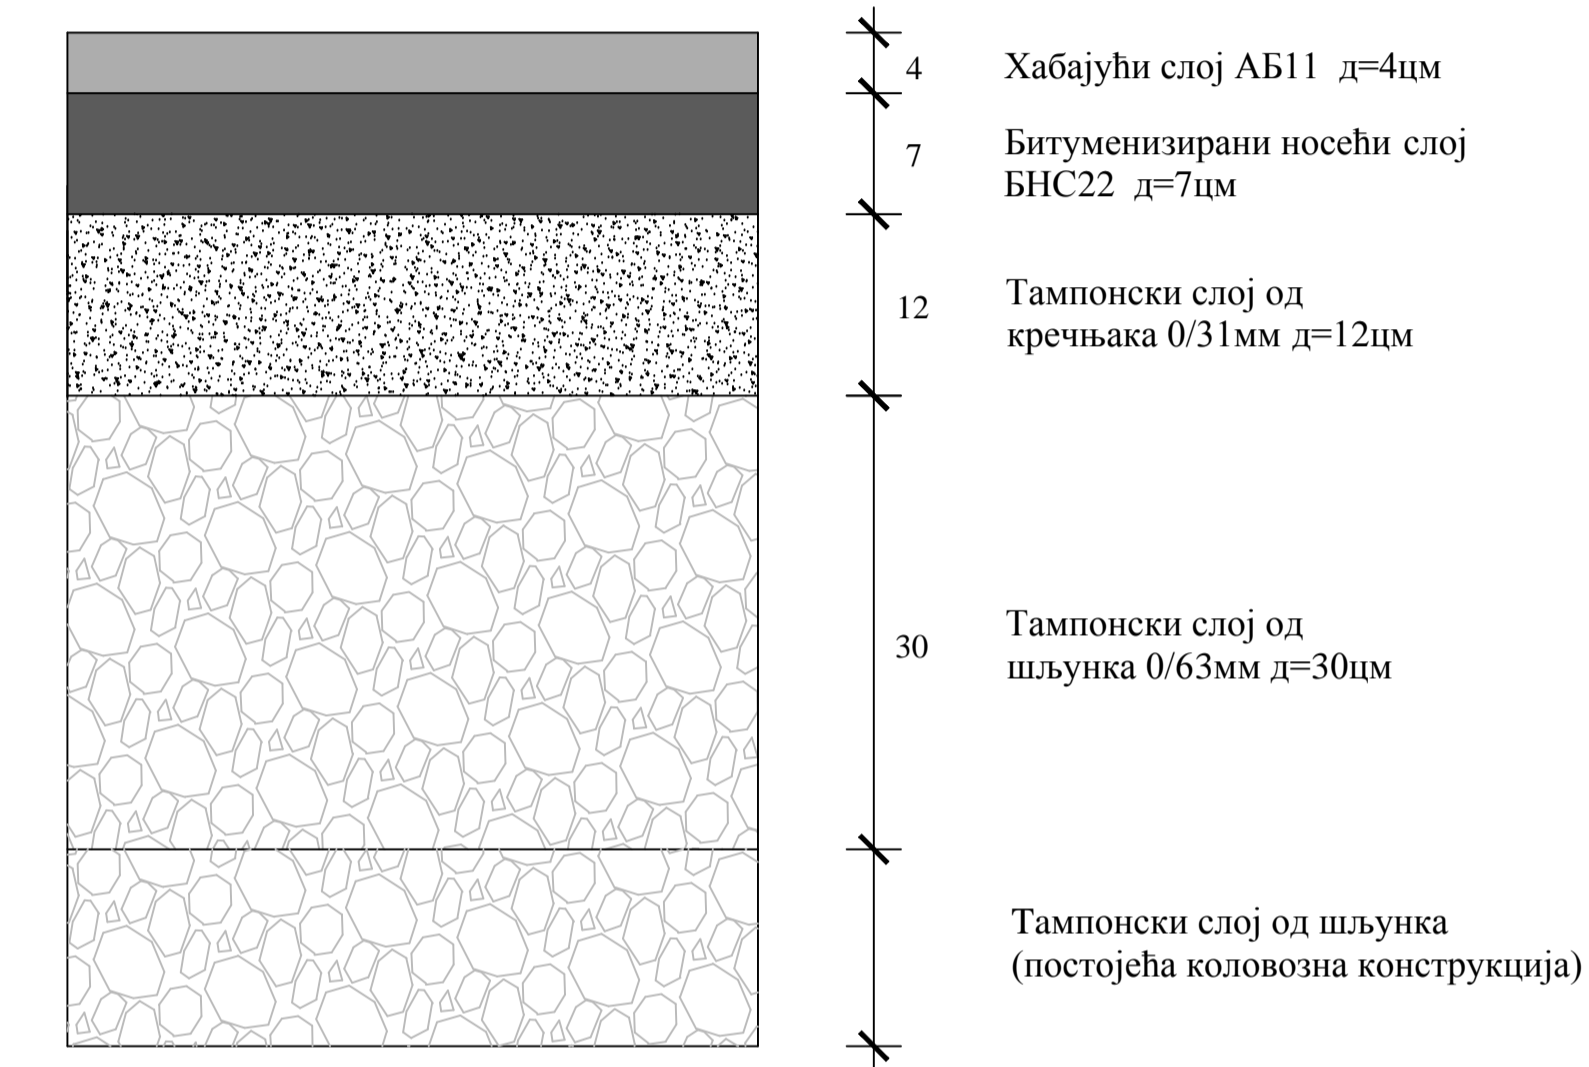 4
Хабајући слој АБ11 д=4цм
7
Битуменизирани носећи слој
БНС22 д=7цм
12
Тампонски слој од
кречњака 0/31мм д=12цм
30
Тампонски слој од
шљунка 0/63мм д=30цм
Тампонски слој од шљунка
(постојећа коловозна конструкција)